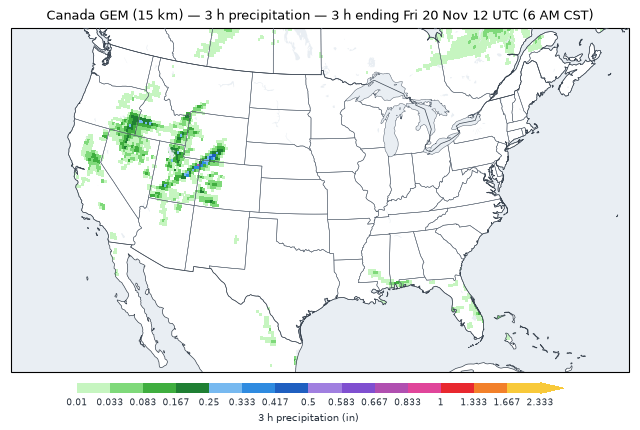 Canada GEM (15 km) — 3 h precipitation — 3 h ending Fri 20 Nov 12 UTC (6 AM CST)
0.01 0.033 0.083 0.167 0.25 0.333 0.417 0.5 0.583 0.667 0.833 1 1.333 1.667 2.333
3 h precipitation (in)